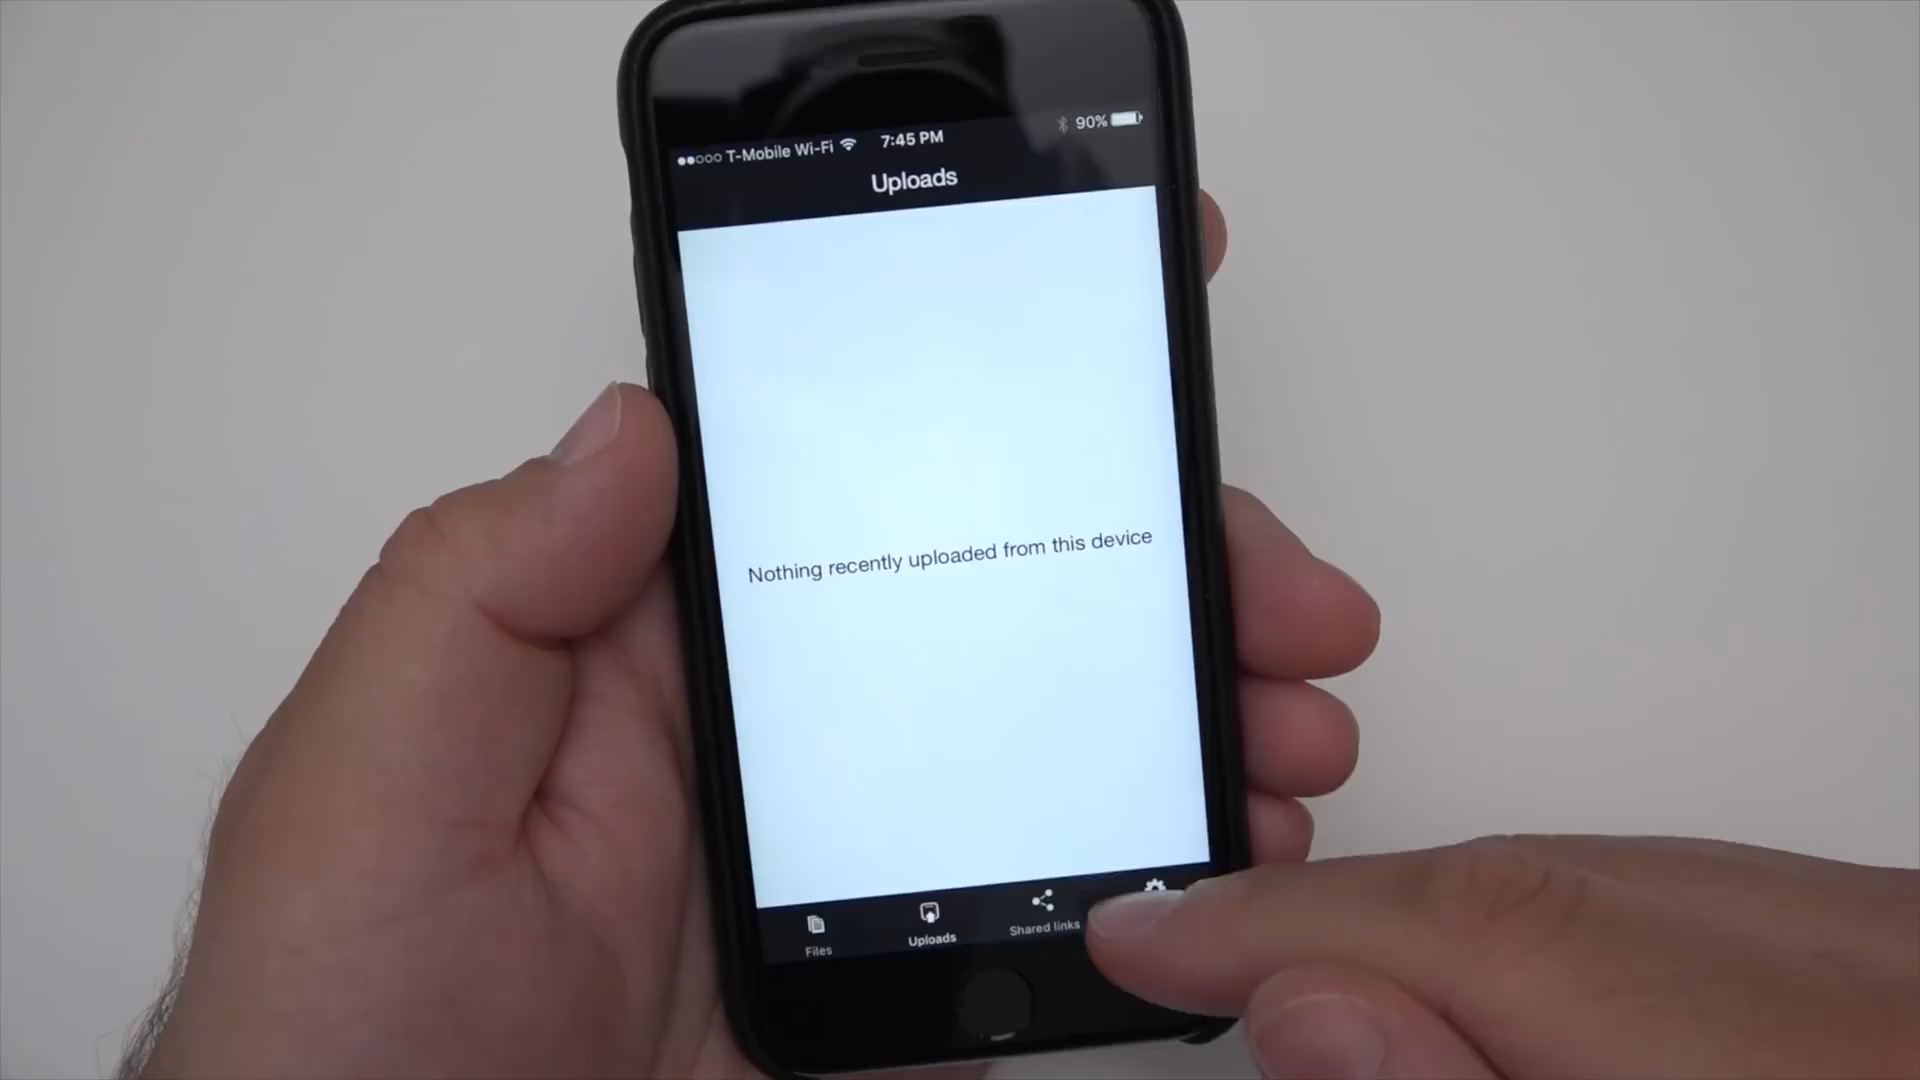 T-Mobile Wi-Fi 7:45 PM 90%
Uploads
Nothing recently uploaded from this device
Files Uploads Shared links